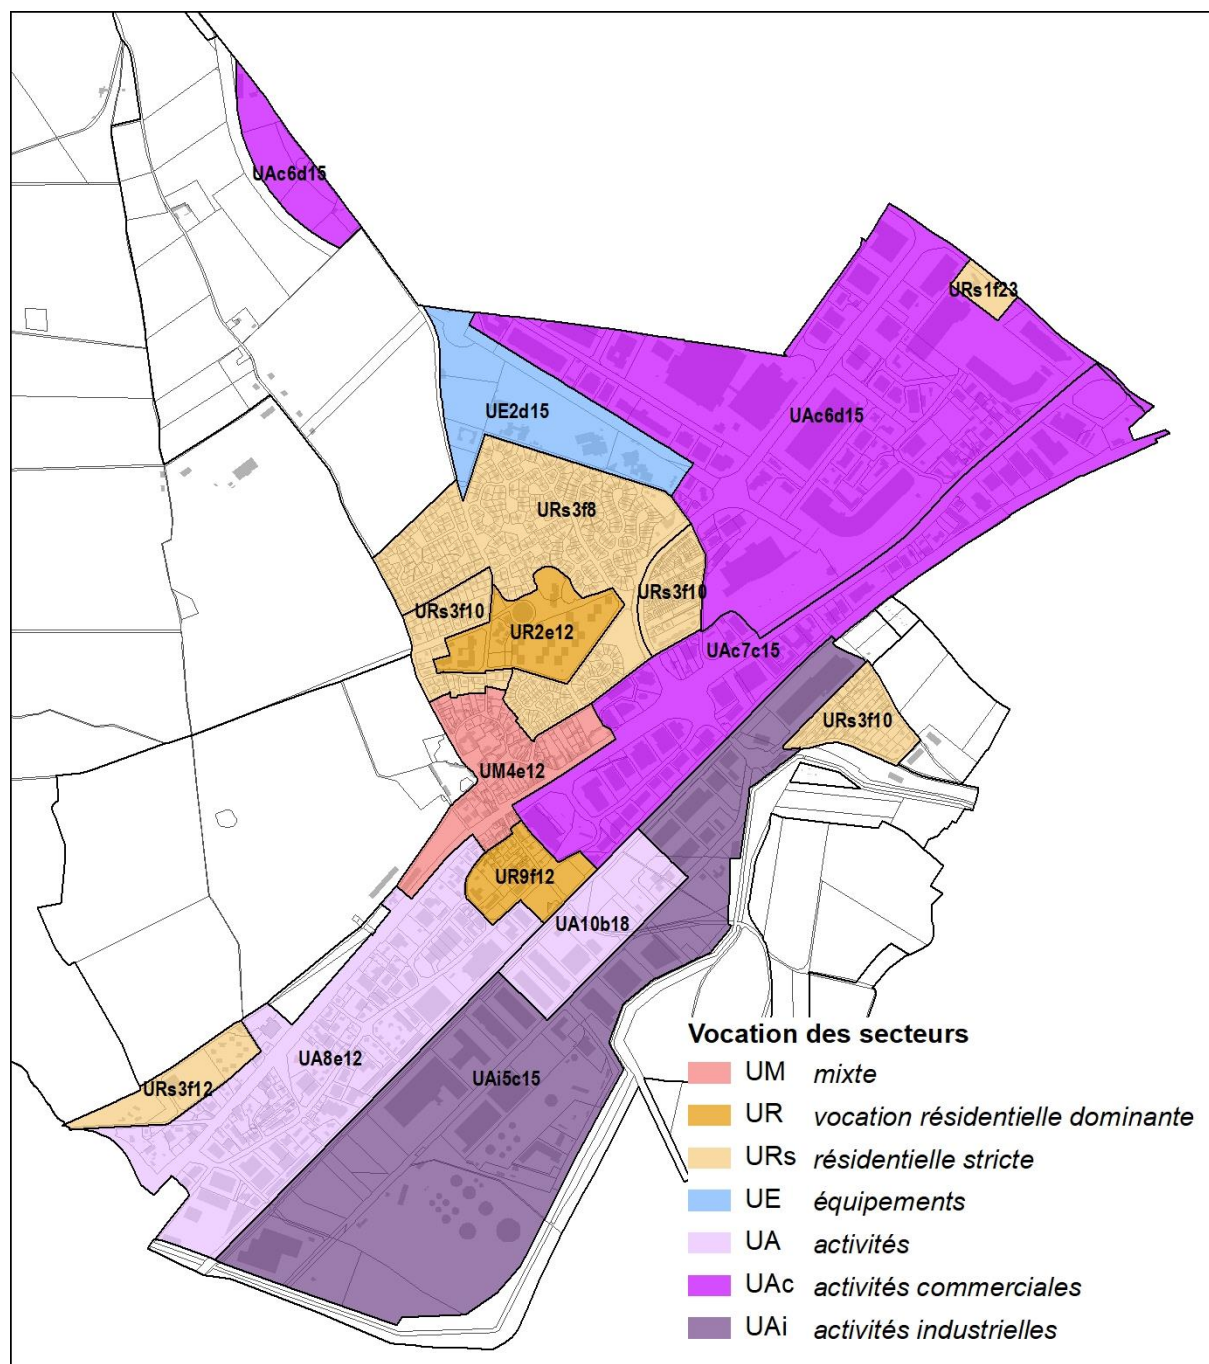 UAc6d15
URs1f23
UE2d15
UAc6d15
URs3f8
URs3f10
URs3f10
UR2e12
UAc7c15
URs3f10
UM4e12
UR9f12
UA10b18
UA8e12
UAi5c15
URs3f12
Vocation des secteurs
UM mixte
UR vocation résidentielle dominante
URs résidentielle stricte
UE équipements
UA activités
UAc activités commerciales
UAi activités industrielles